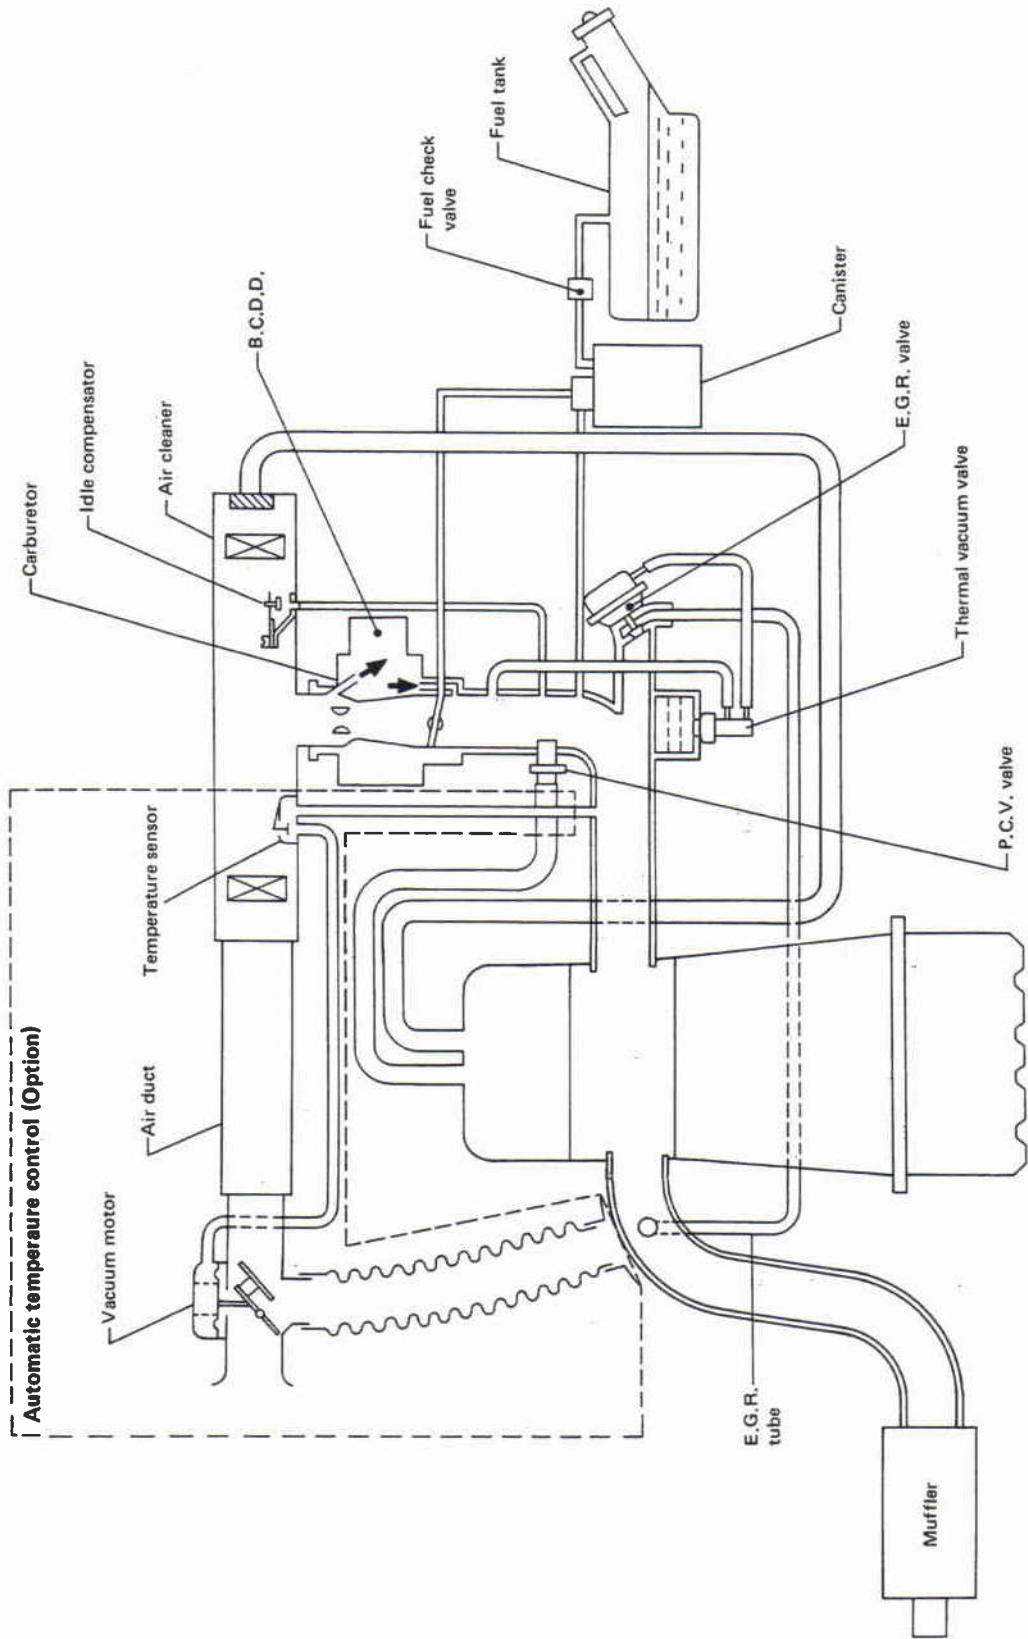 Automatic temperaure control (Option)
Vacuum motor
Air duct
Temperature sensor
Carburetor
Idle compensator
Air cleaner
B.C.D.D.
Fuel check
valve
Fuel tank
Canister
E.G.R. valve
Thermal vacuum valve
P.C.V. valve
E.G.R.
tube
Muffler